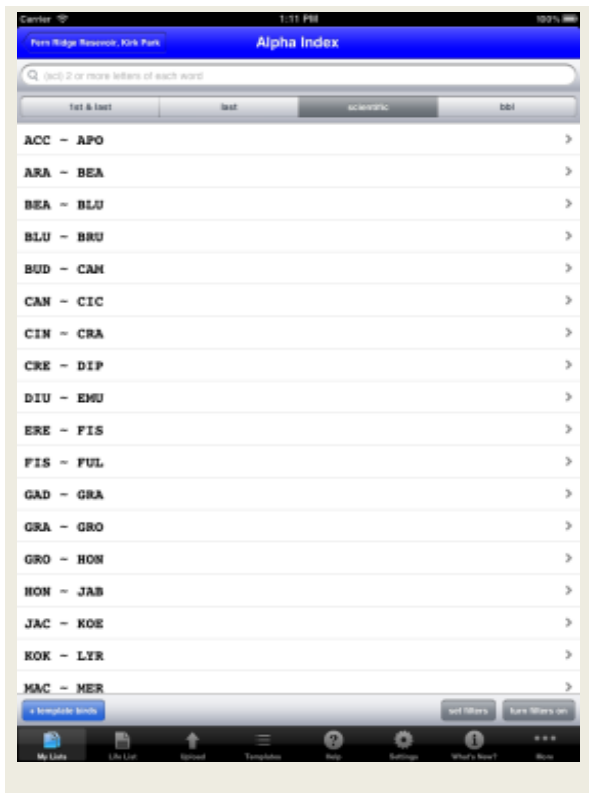 Carrier 1:11 PM 100%
Fern Ridge Resevoir, Kirk Park Alpha Index
(sci) 2 or more letters of each word
1st & last last scientific bbl
ACC ~ APO
ARA ~ BEA
BEA ~ BLU
BLU ~ BRU
BUD ~ CAM
CAN ~ CIC
CIN ~ CRA
CRE ~ DIP
DIU ~ EMU
ERE ~ FIS
FIS ~ FUL
GAD ~ GRA
GRA ~ GRO
GRO ~ HON
HON ~ JAB
JAC ~ KOE
KOK ~ LYR
MAC ~ MER
+ template birds set filters turn filters on
My Lists Life List Upload Templates Help Settings What's New? More